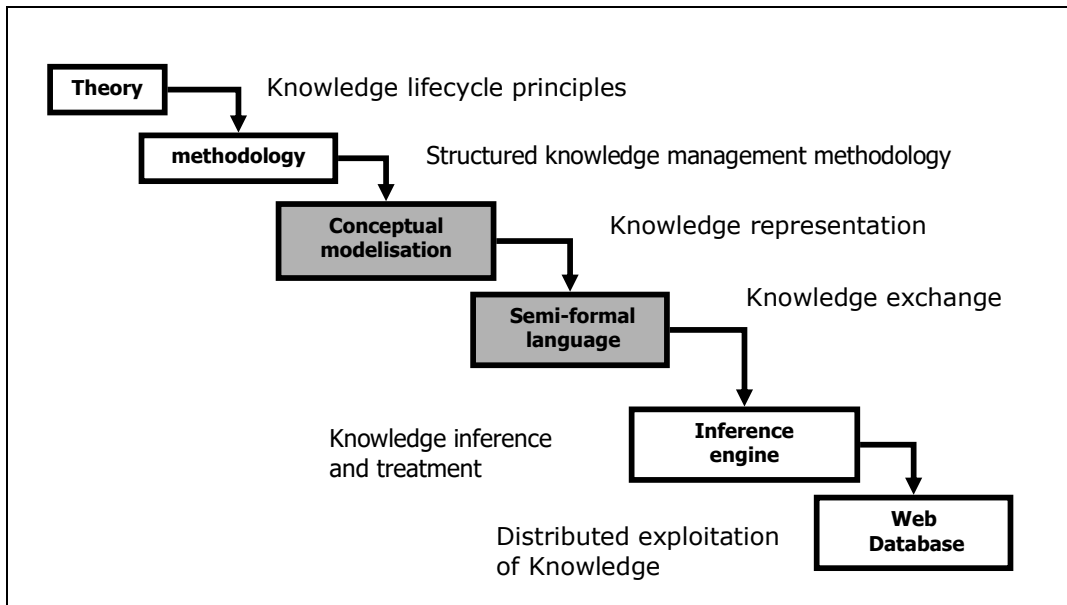 Theory
Knowledge lifecycle principles
methodology
Structured knowledge management methodology
Conceptual
modelisation
Knowledge representation
Semi-formal
language
Knowledge exchange
Inference
engine
Knowledge inference
and treatment
Web
Database
Distributed exploitation
of Knowledge